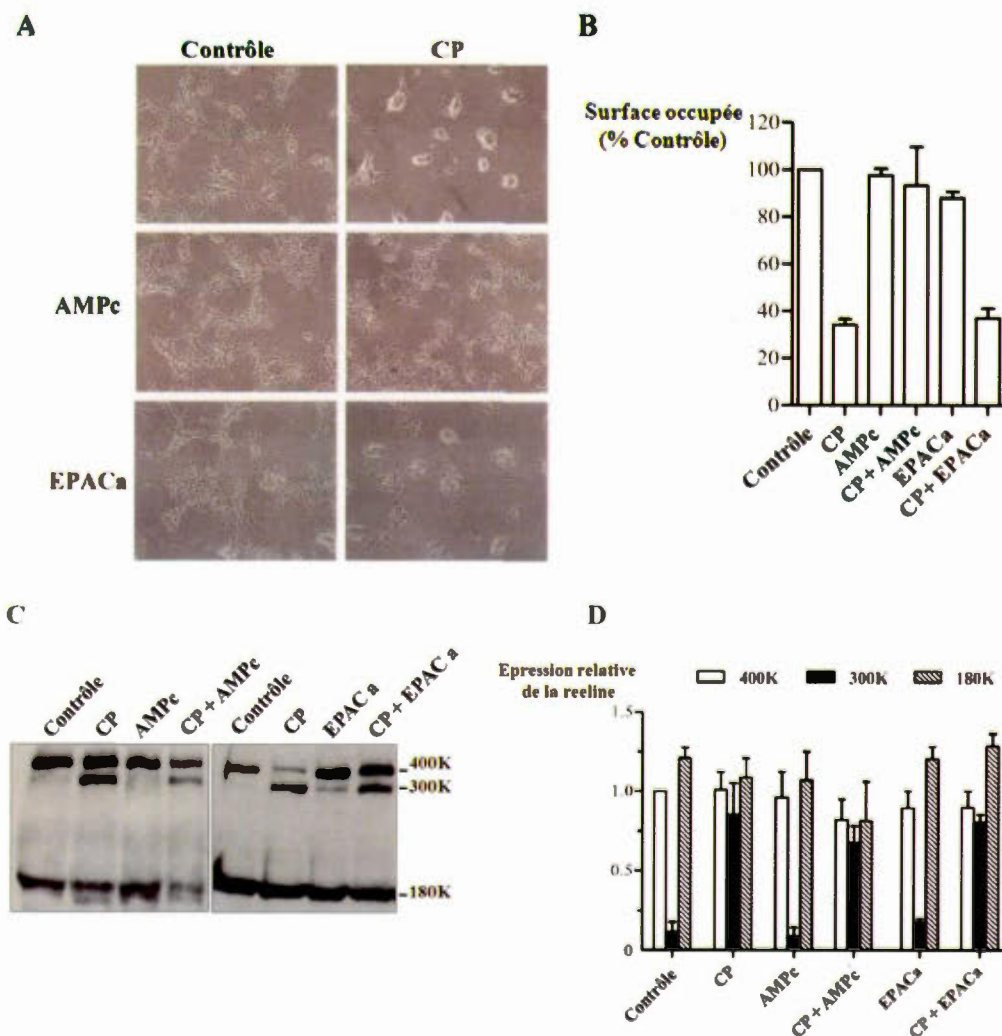 A
Contrôle CP
AMPc
EPACa
B
Surface occupée
(% Contrôle)
120
100
80
60
40
20
0
Contrôle
CP
AMPc
CP + AMPc
EPACa
CP + EPACa
C
Contrôle
CP
AMPc
CP + AMPc
Contrôle
CP
EPAC a
CP + EPAC a
-400K
-300K
-180K
D
Epression relative
de la reeline
400K 300K 180K
1.5
1.0
0.5
0
Contrôle
CP
AMPc
CP + AMPc
EPACa
CP + EPACa